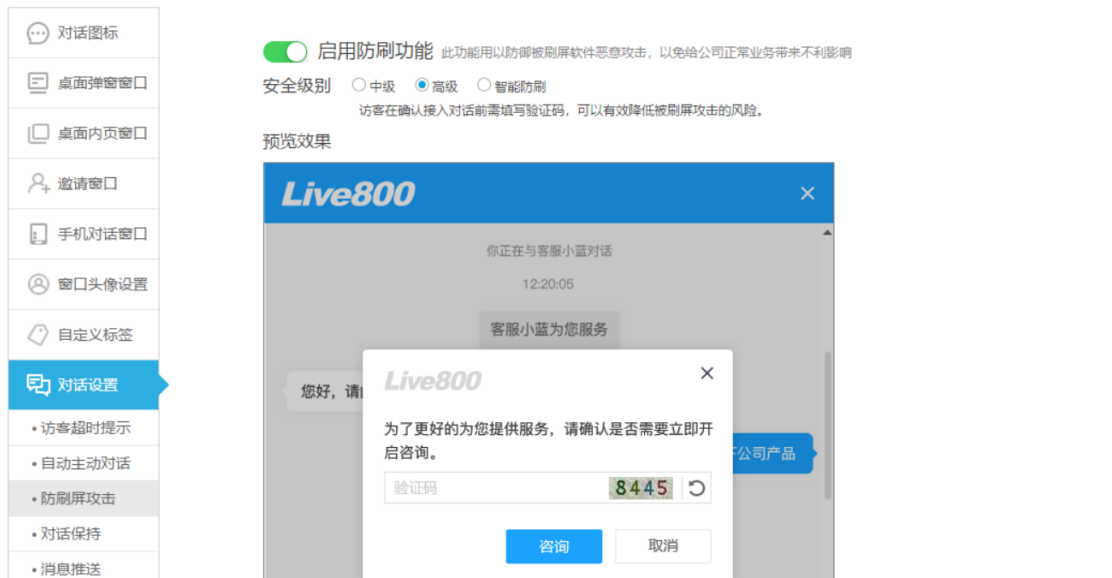 对话图标
桌面弹窗窗口
桌面内页窗口
邀请窗口
手机对话窗口
窗口头像设置
自定义标签
对话设置
• 访客超时提示
• 自动主动对话
• 防刷屏攻击
• 对话保持
• 消息推送
启用防刷功能 此功能用以防御被刷屏软件恶意攻击，以免给公司正常业务带来不利影响
安全级别 中级 高级 智能防刷
访客在确认接入对话前需填写验证码，可以有效降低被刷屏攻击的风险。
预览效果
Live800
你正在与客服小蓝对话
12:20:05
客服小蓝为您服务
您好，请
公司产品
Live800
为了更好的为您提供服务，请确认是否需要立即开
启咨询。
验证码 8445
咨询 取消